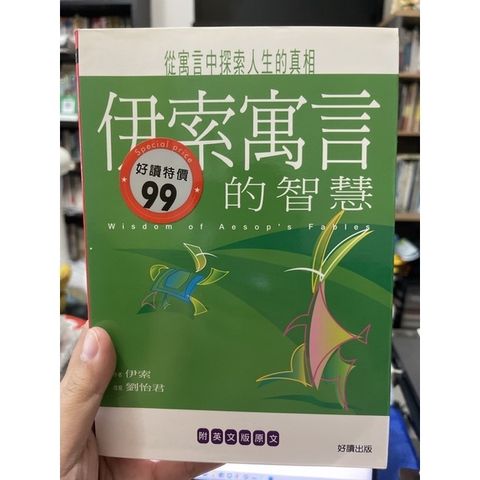 從寓言中探索人生的真相
伊索寓言
的智慧
Wisdom of Aesop's Fables
Special price
好讀特價
99
伊索
劉怡君
附英文版原文
好讀出版